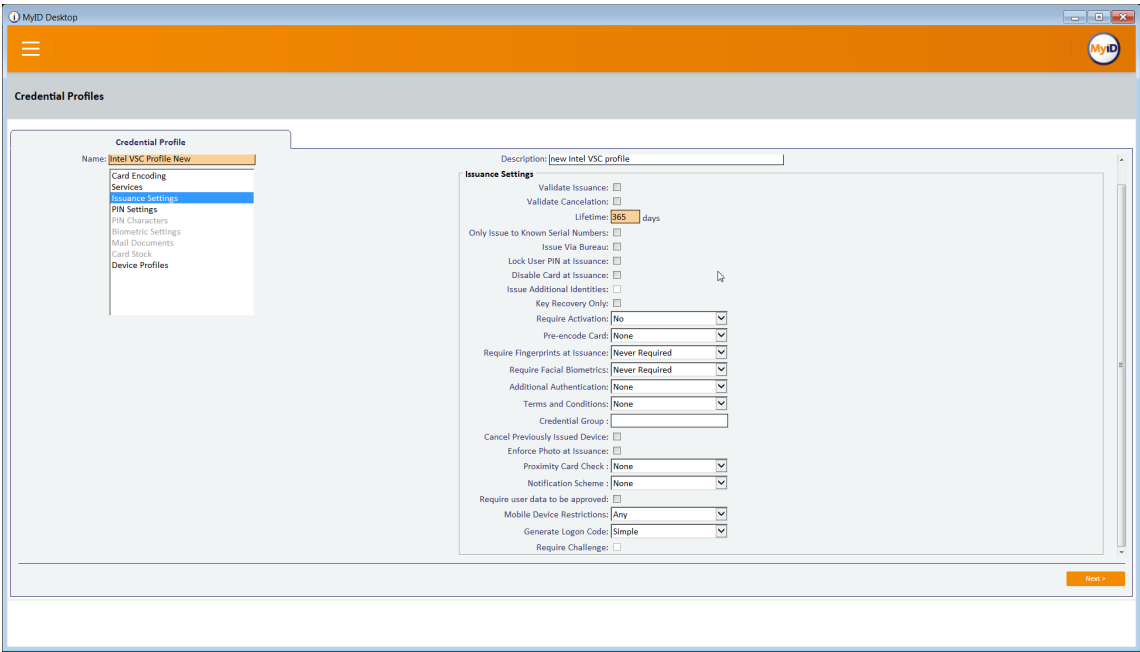 MyID Desktop
MyiD
Credential Profiles
Credential Profile
Name: Intel VSC Profile New
Description: new Intel VSC profile
Card Encoding
Services
Issuance Settings
PIN Settings
PIN Characters
Biometric Settings
Mail Documents
Card Stock
Device Profiles
Issuance Settings
Validate Issuance:
Validate Cancelation:
Lifetime: 365 days
Only Issue to Known Serial Numbers:
Issue Via Bureau:
Lock User PIN at Issuance:
Disable Card at Issuance:
Issue Additional Identities:
Key Recovery Only:
Require Activation: No
Pre-encode Card: None
Require Fingerprints at Issuance: Never Required
Require Facial Biometrics: Never Required
Additional Authentication: None
Terms and Conditions: None
Credential Group :
Cancel Previously Issued Device:
Enforce Photo at Issuance:
Proximity Card Check : None
Notification Scheme : None
Require user data to be approved:
Mobile Device Restrictions: Any
Generate Logon Code: Simple
Require Challenge:
Next >